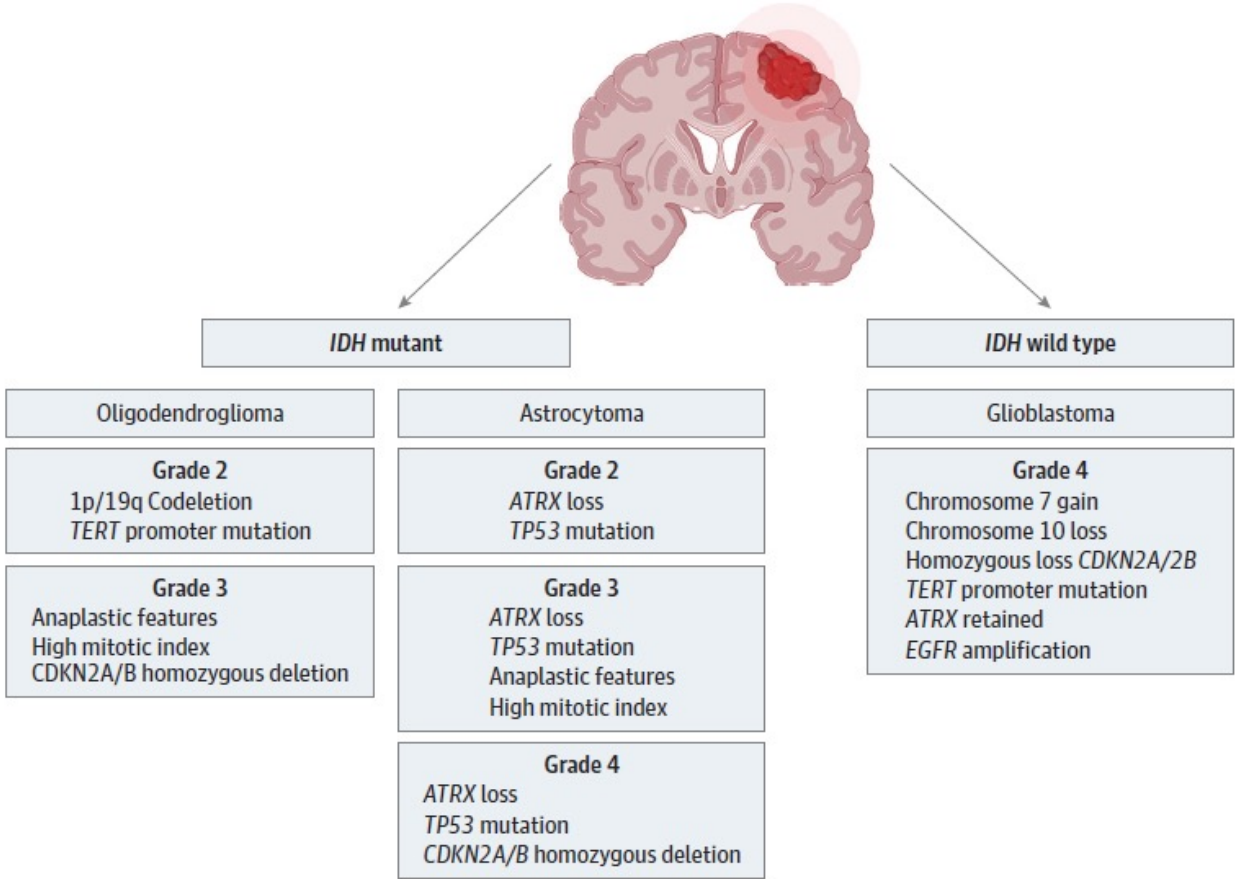 IDH mutant
IDH wild type
Oligodendroglioma
Astrocytoma
Glioblastoma
Grade 2
1p/19q Codeletion
TERT promoter mutation
Grade 3
Anaplastic features
High mitotic index
CDKN2A/B homozygous deletion
Grade 2
ATRX loss
TP53 mutation
Grade 3
ATRX loss
TP53 mutation
Anaplastic features
High mitotic index
Grade 4
ATRX loss
TP53 mutation
CDKN2A/B homozygous deletion
Grade 4
Chromosome 7 gain
Chromosome 10 loss
Homozygous loss CDKN2A/2B
TERT promoter mutation
ATRX retained
EGFR amplification